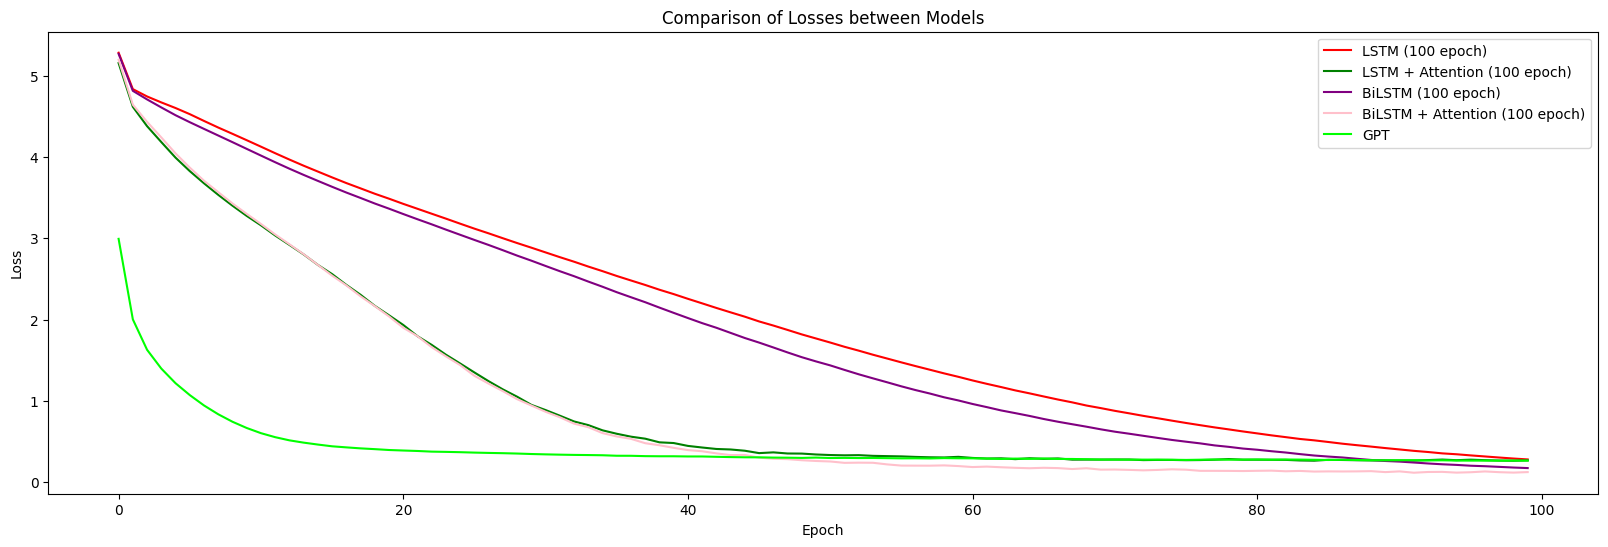 Comparison of Losses between Models
LSTM (100 epoch)
LSTM + Attention (100 epoch)
BiLSTM (100 epoch)
BiLSTM + Attention (100 epoch)
GPT
Loss
5
4
3
2
1
0
0 20 40 60 80 100
Epoch